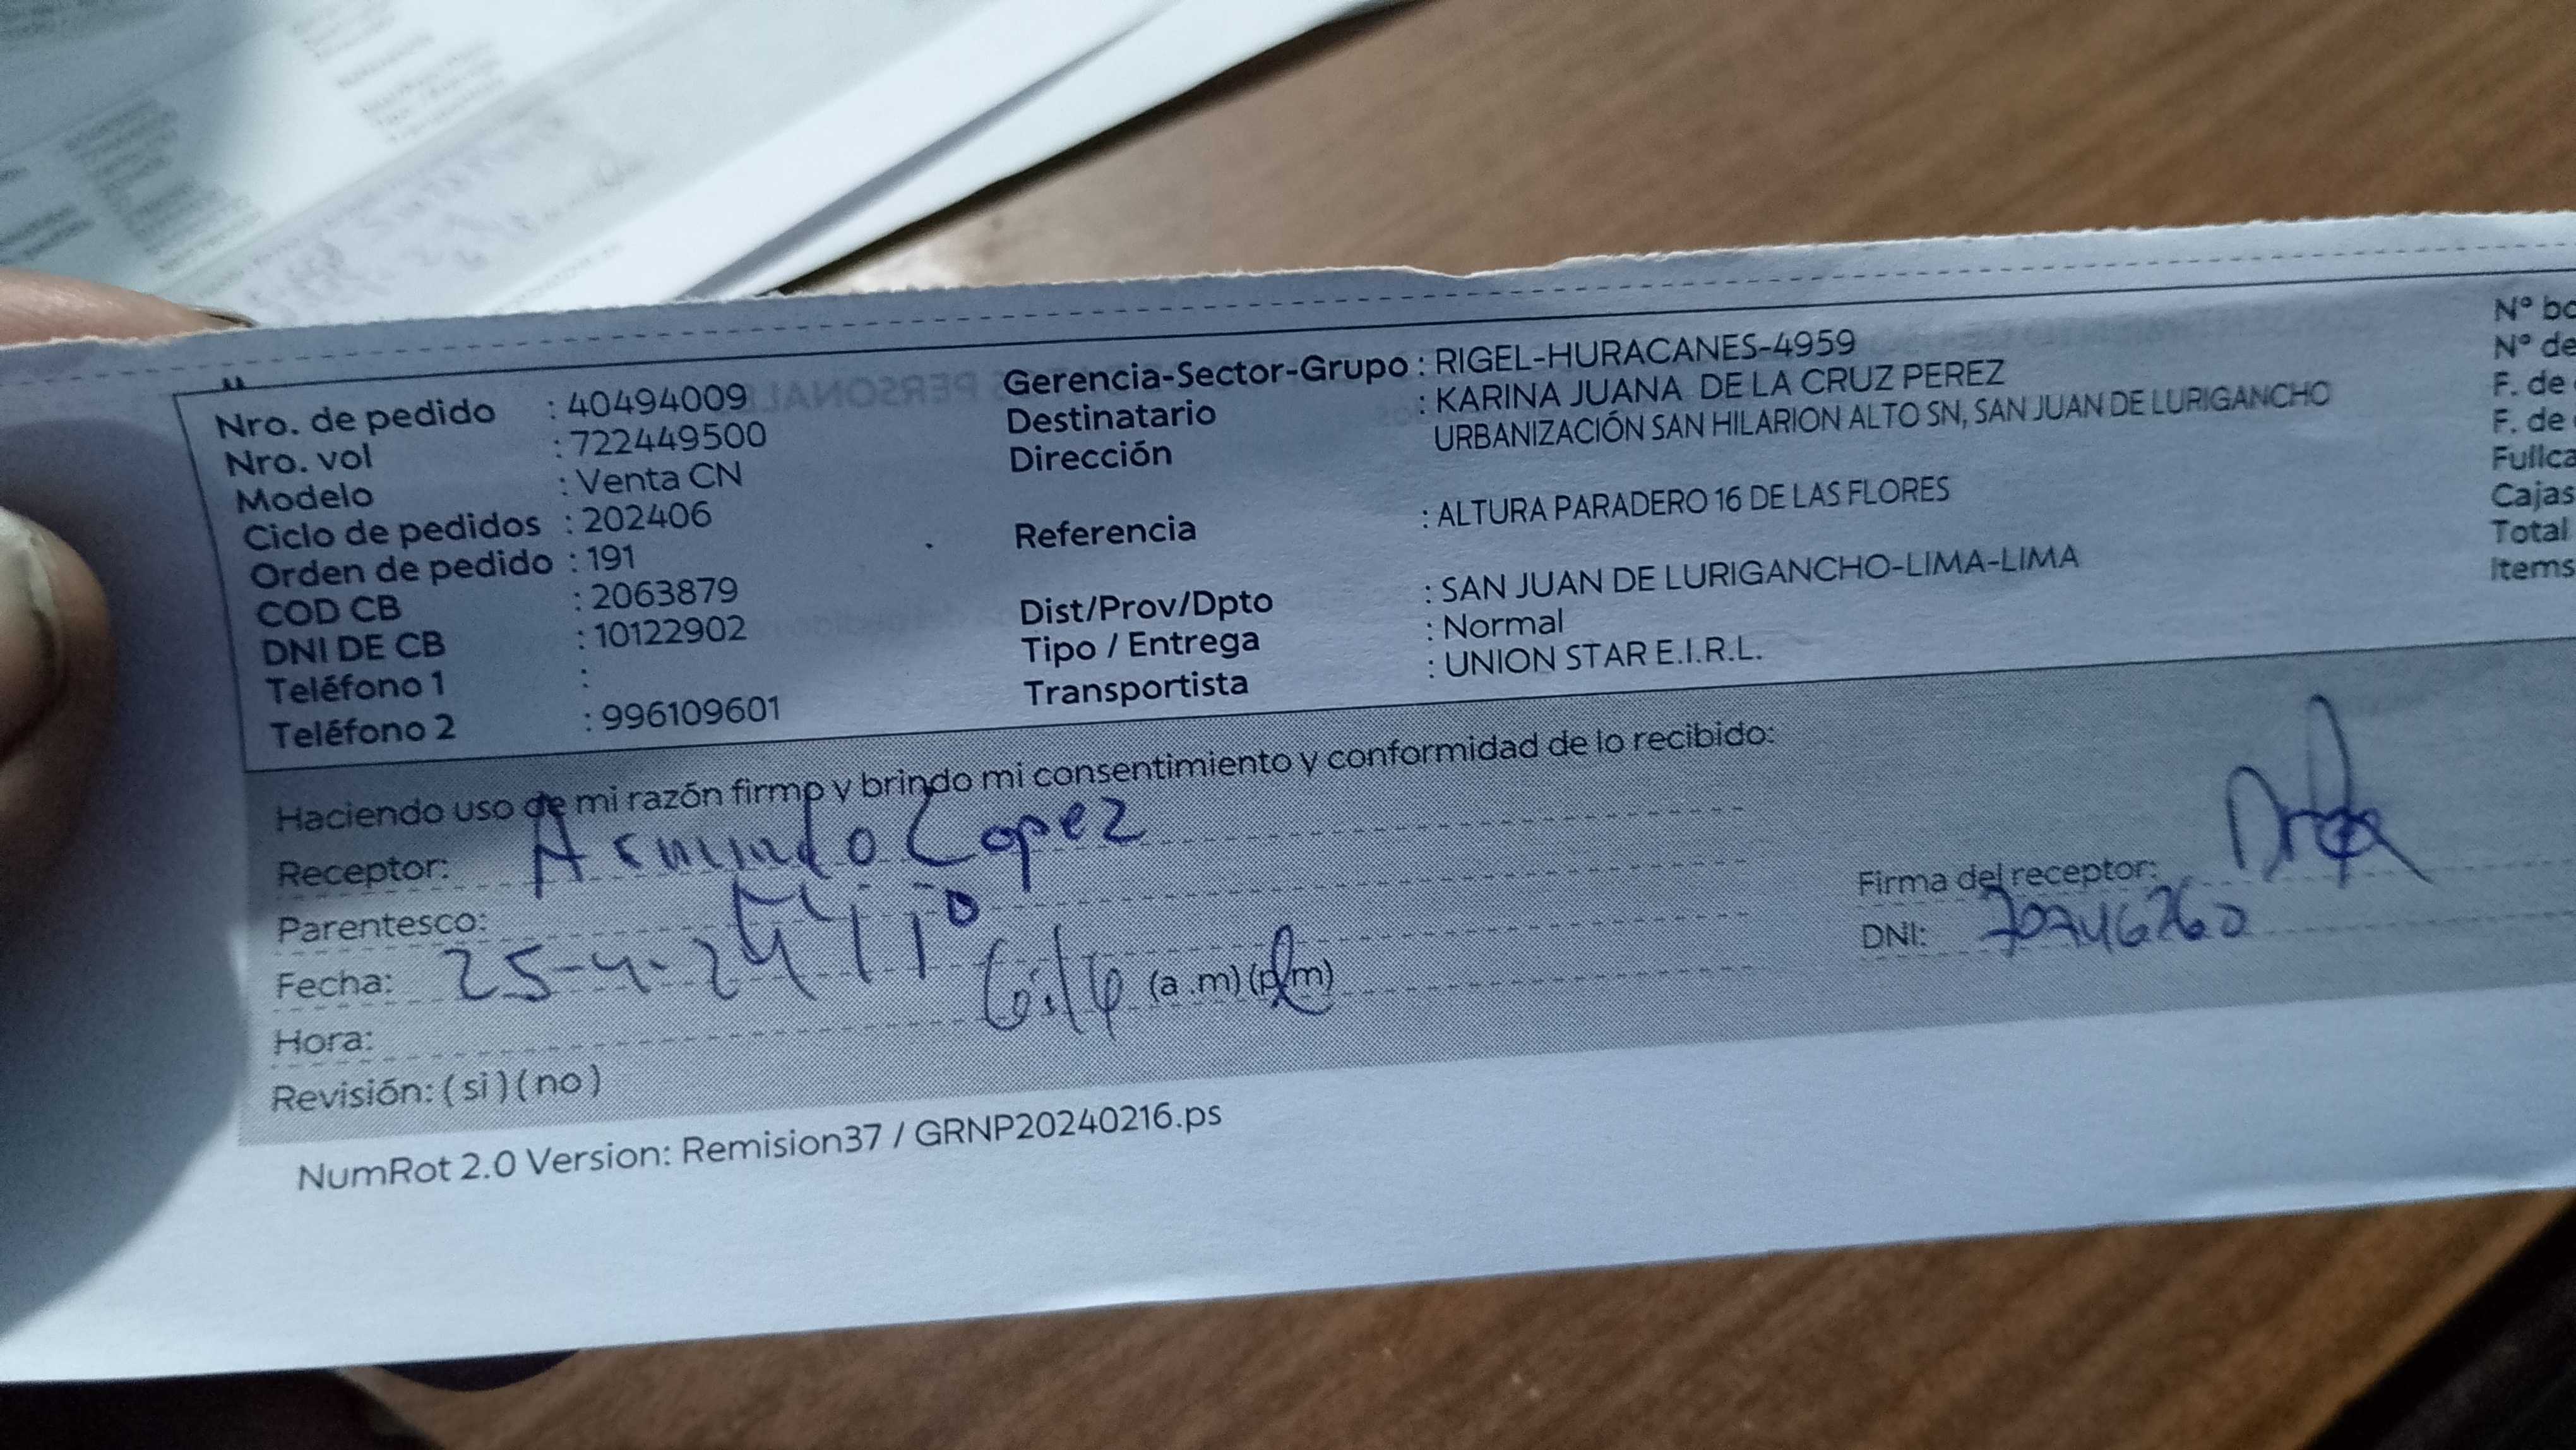 Nro. de pedido : 40494009
Nro. vol : 722449500
Modelo : Venta CN
Ciclo de pedidos : 202406
Orden de pedido : 191
COD CB : 2063879
DNI DE CB : 10122902
Teléfono 1 :
Teléfono 2 : 996109601
Gerencia-Sector-Grupo : RIGEL-HURACANES-4959
Destinatario : KARINA JUANA DE LA CRUZ PEREZ
Dirección URBANIZACIÓN SAN HILARION ALTO SN, SAN JUAN DE LURIGANCHO
Referencia : ALTURA PARADERO 16 DE LAS FLORES
Dist/Prov/Dpto : SAN JUAN DE LURIGANCHO-LIMA-LIMA
Tipo / Entrega : Normal
Transportista : UNION STAR E.I.R.L.
N°
N° de
F. de
F. de
Cajas
Total
Items
Haciendo uso de mi razón firmo y brindo mi consentimiento y conformidad de lo recibido:
Receptor: Armindo Lopez
Parentesco: Hijo
Fecha: 25-4-24
Hora: (a .m) (p.m)
Revisión: ( si ) ( no )
Firma del receptor:
DNI:
NumRot 2.0 Version: Remision37 / GRNP20240216.ps